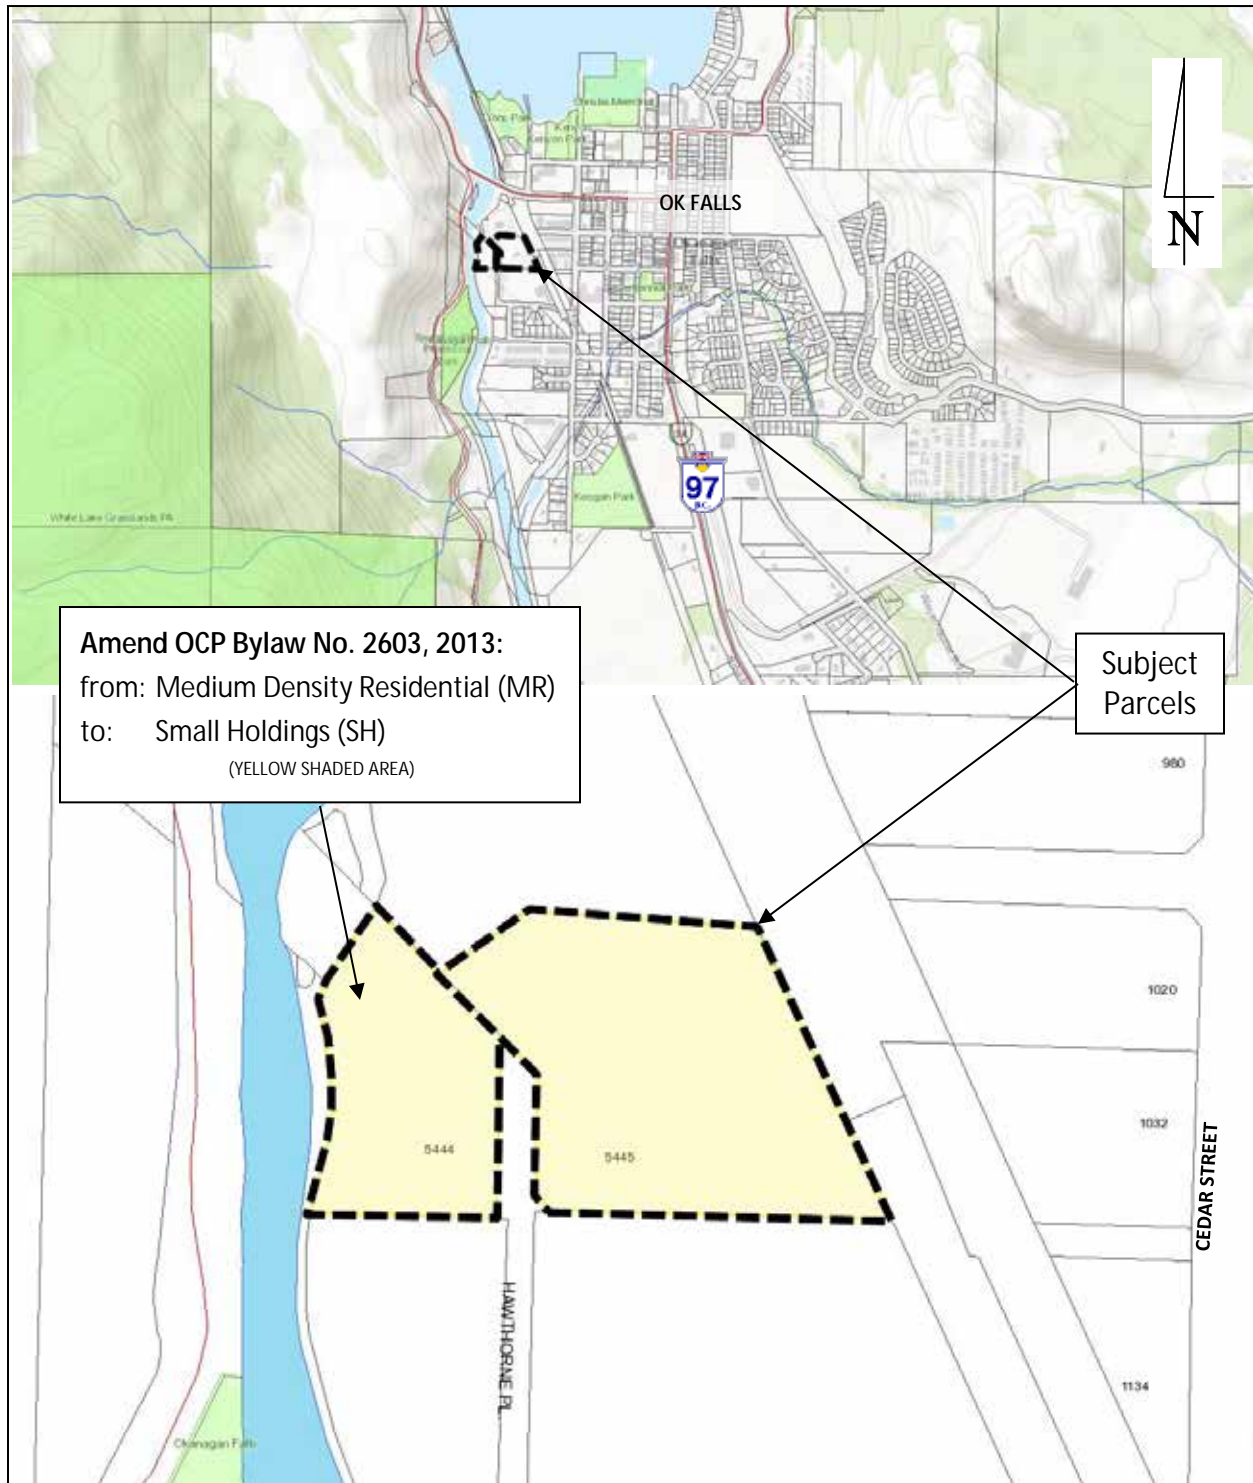 Kenyon Park
OK FALLS
N
Keogan Park
97
B.C.
White Lake Grasslands PA
Amend OCP Bylaw No. 2603, 2013:
from: Medium Density Residential (MR)
to: Small Holdings (SH)
(YELLOW SHADED AREA)
Subject
Parcels
980
1020
1032
5444
5445
CEDAR STREET
HAWTHORNE PL.
1134
Okanagan Falls